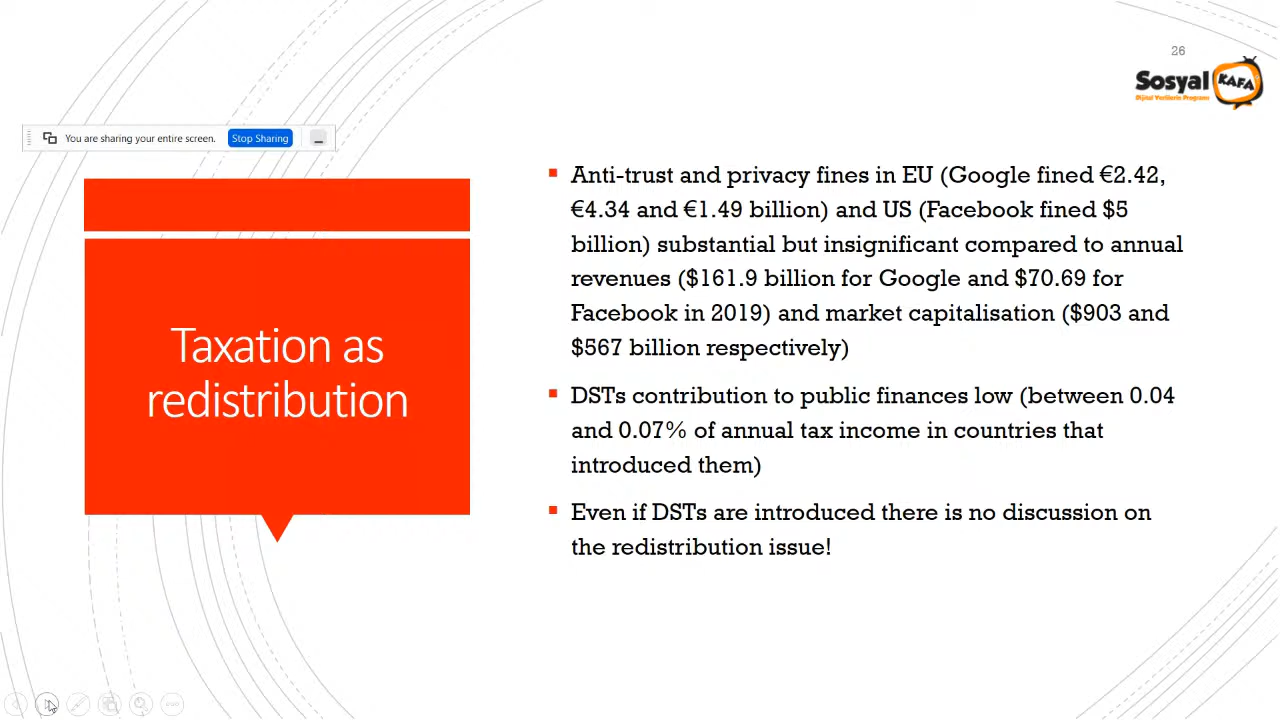 26
Sosyal KAFA
Dijital Varlıklar Programı
You are sharing your entire screen. Stop Sharing
Taxation as
redistribution
▪ Anti-trust and privacy fines in EU (Google fined €2.42,
€4.34 and €1.49 billion) and US (Facebook fined $5
billion) substantial but insignificant compared to annual
revenues ($161.9 billion for Google and $70.69 for
Facebook in 2019) and market capitalisation ($903 and
$567 billion respectively)
▪ DSTs contribution to public finances low (between 0.04
and 0.07% of annual tax income in countries that
introduced them)
▪ Even if DSTs are introduced there is no discussion on
the redistribution issue!